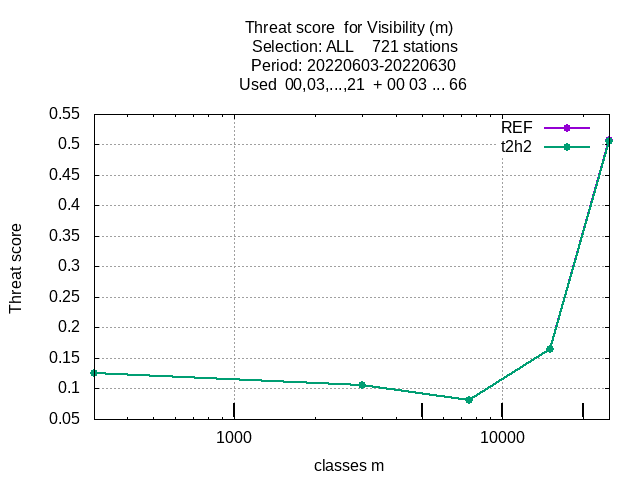 Threat score  for Visibility (m)
Selection: ALL    721 stations
Period: 20220603-20220630
Used  00,03,...,21  + 00 03 ... 66
REF
t2h2
0.55
0.5
0.45
0.4
0.35
0.3
0.25
0.2
0.15
0.1
0.05
Threat score
1000
10000
classes m